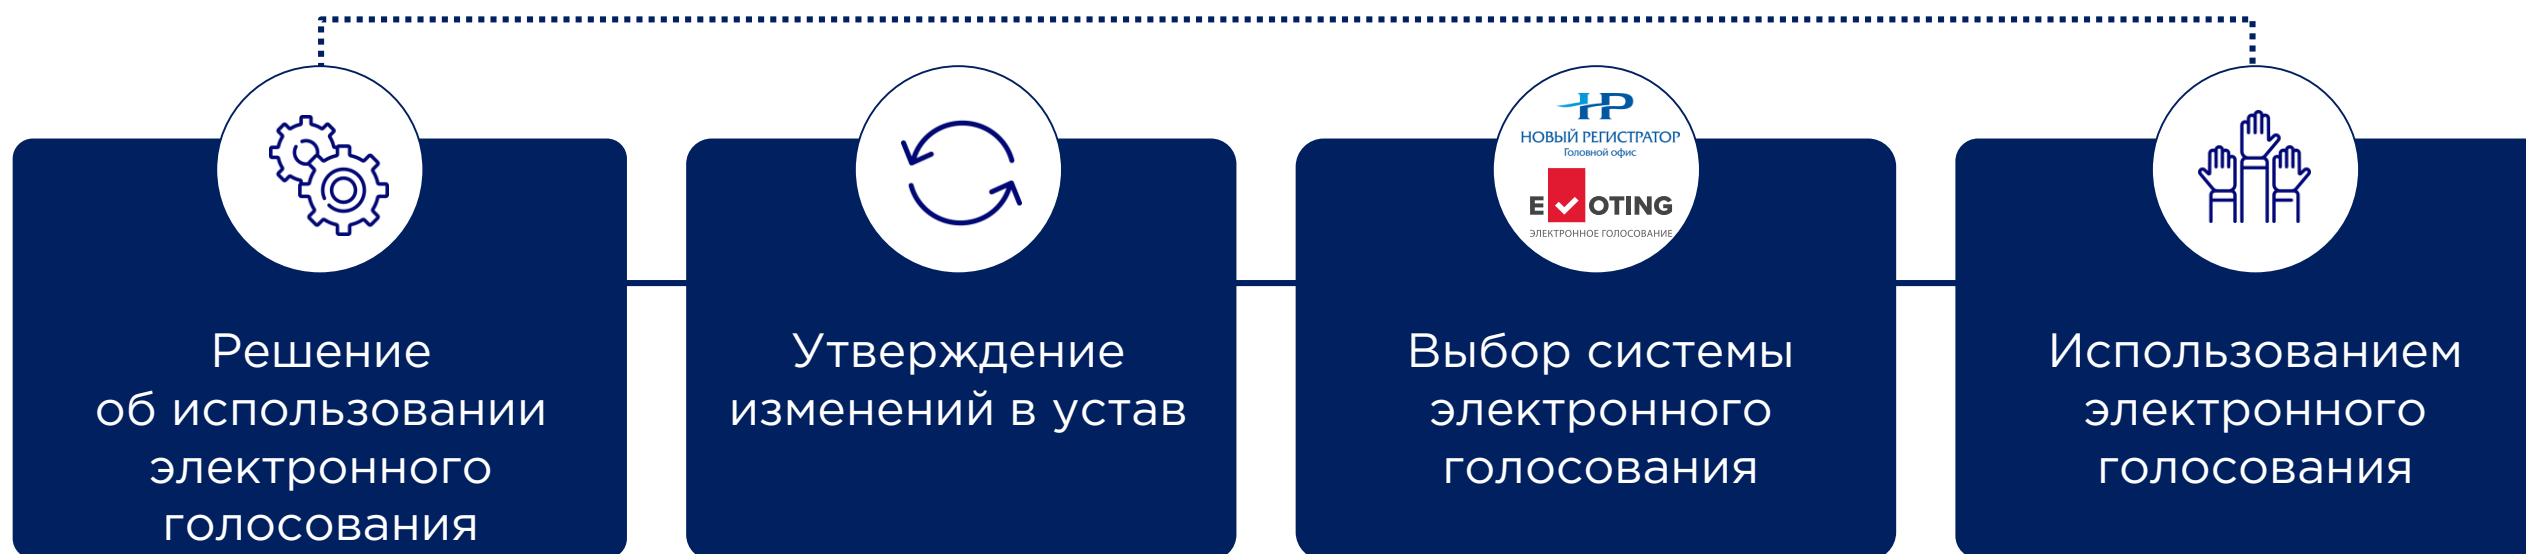 Решение
об использовании
электронного
голосования
Утверждение
изменений в устав
НР
НОВЫЙ РЕГИСТРАТОР
Головной офис
E OTING
ЭЛЕКТРОННОЕ ГОЛОСОВАНИЕ
Выбор системы
электронного
голосования
Использованием
электронного
голосования